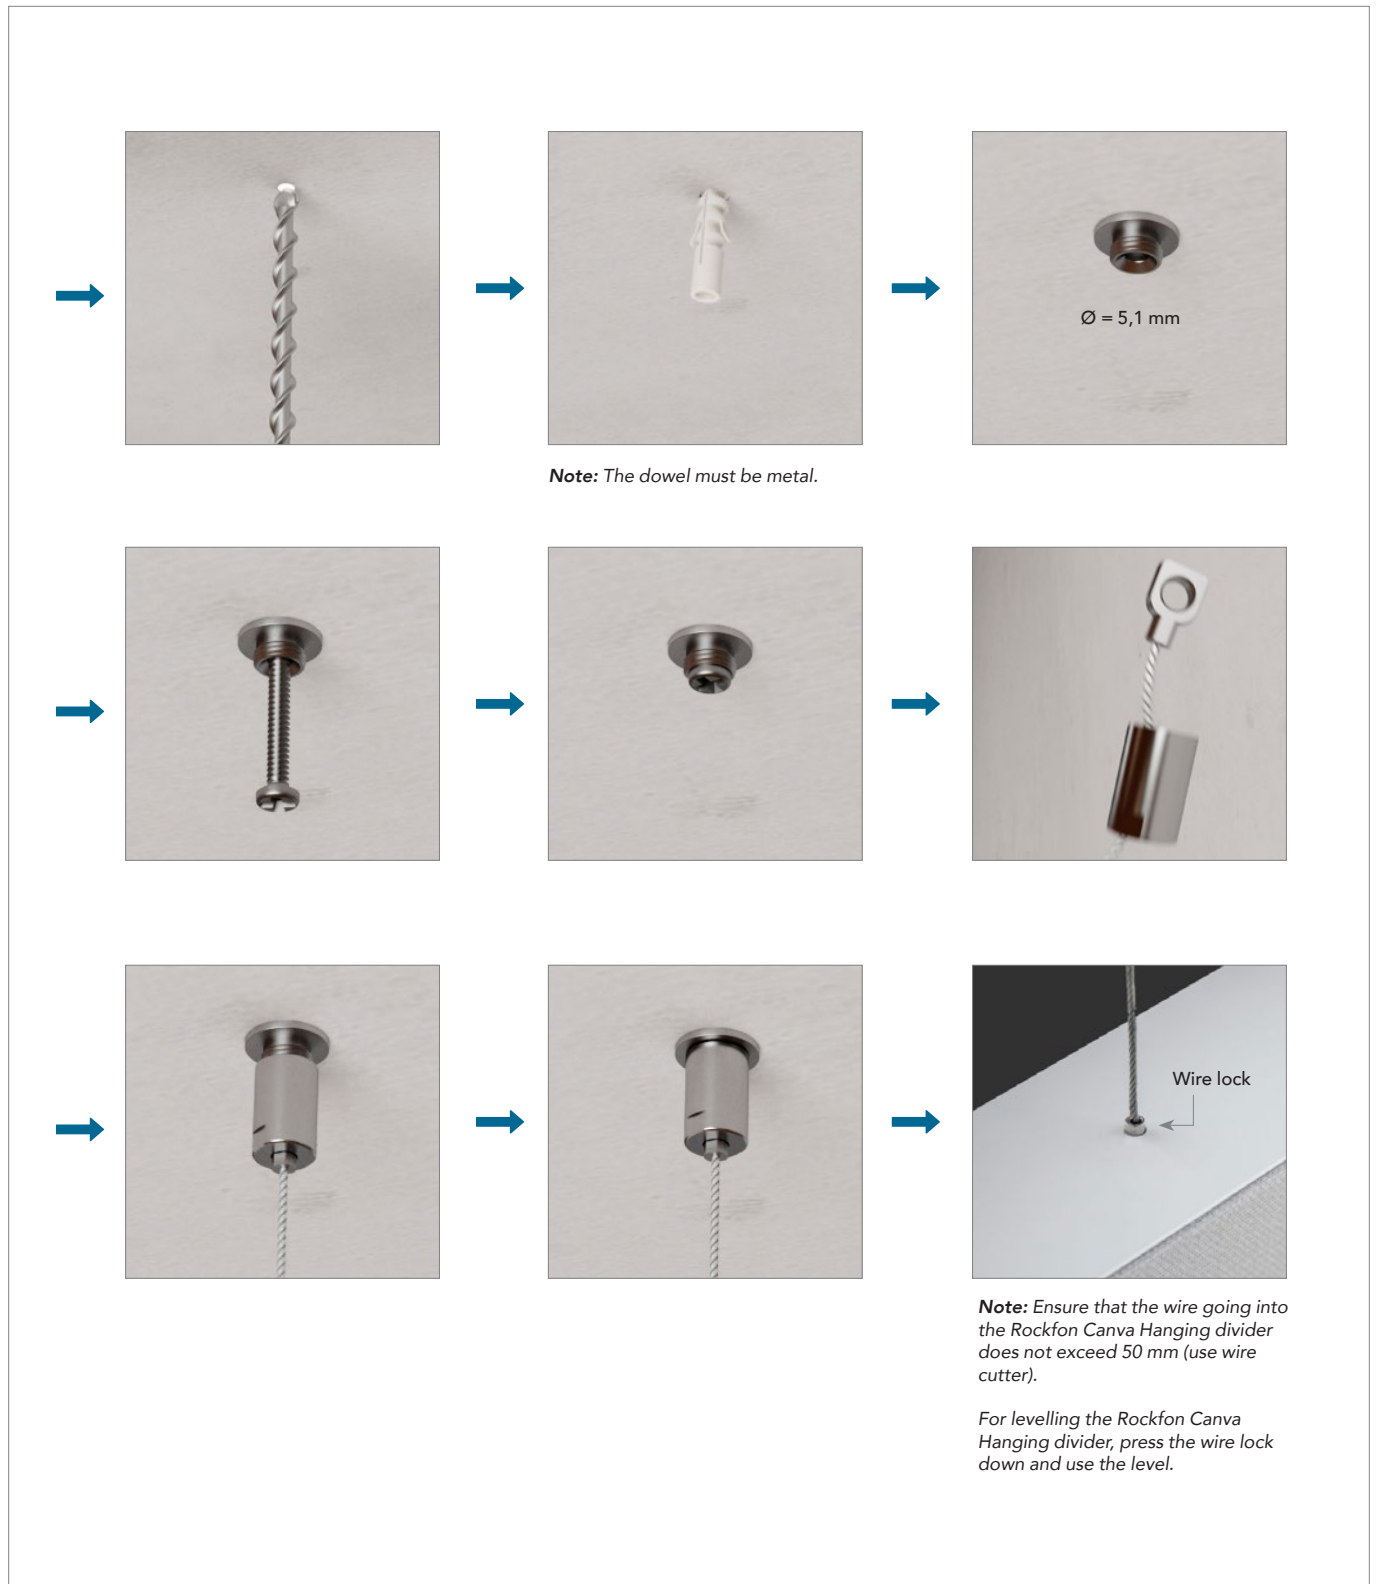 Ø = 5,1 mm
Note: The dowel must be metal.
Wire lock
Note: Ensure that the wire going into
the Rockfon Canva Hanging divider
does not exceed 50 mm (use wire
cutter).
For levelling the Rockfon Canva
Hanging divider, press the wire lock
down and use the level.